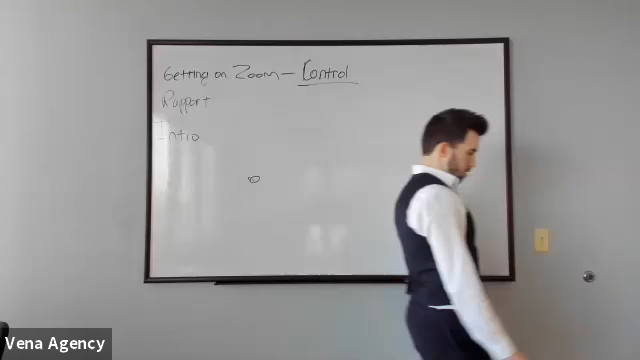 Getting on Zoom — Control
Rapport
Intro
Vena Agency